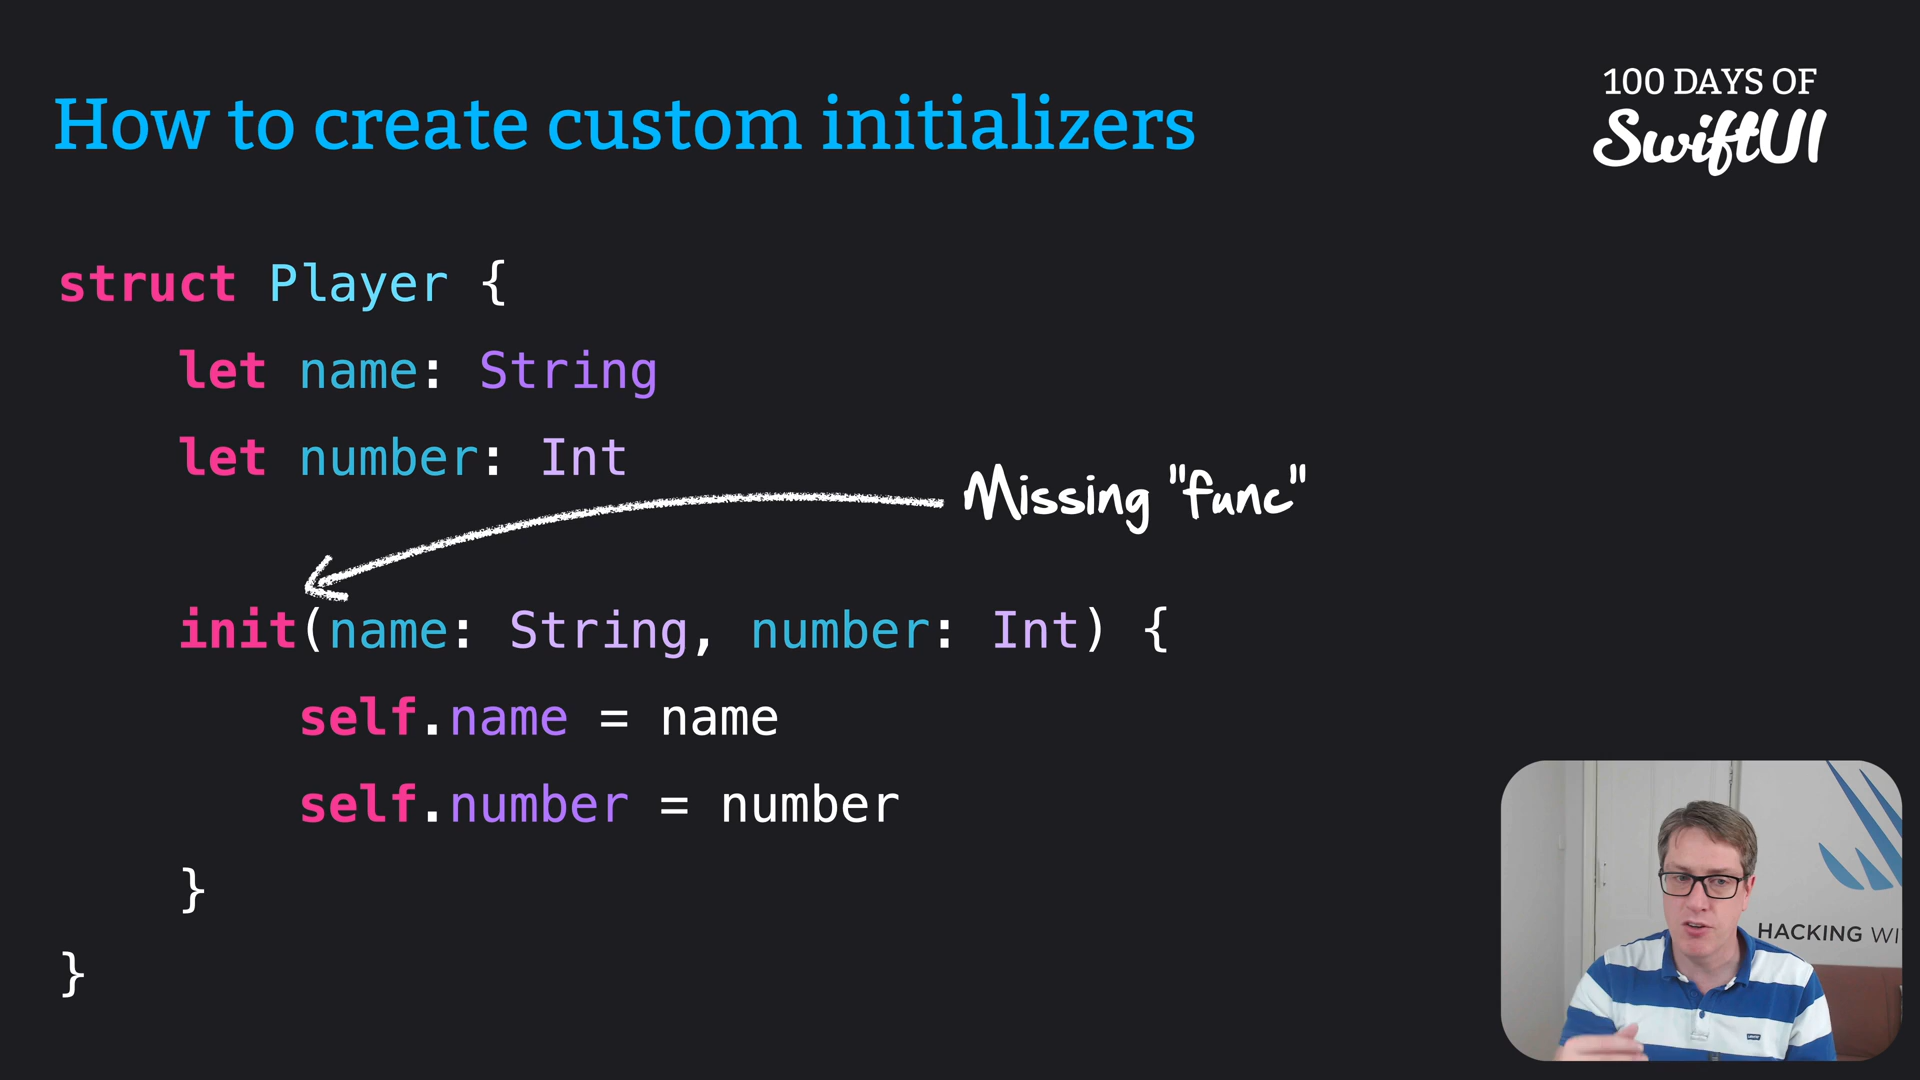 How to create custom initializers
100 DAYS OF
SwiftUI
struct Player {
let name: String
let number: Int
Missing "func"
init(name: String, number: Int) {
self.name = name
self.number = number
}
}
HACKING WI